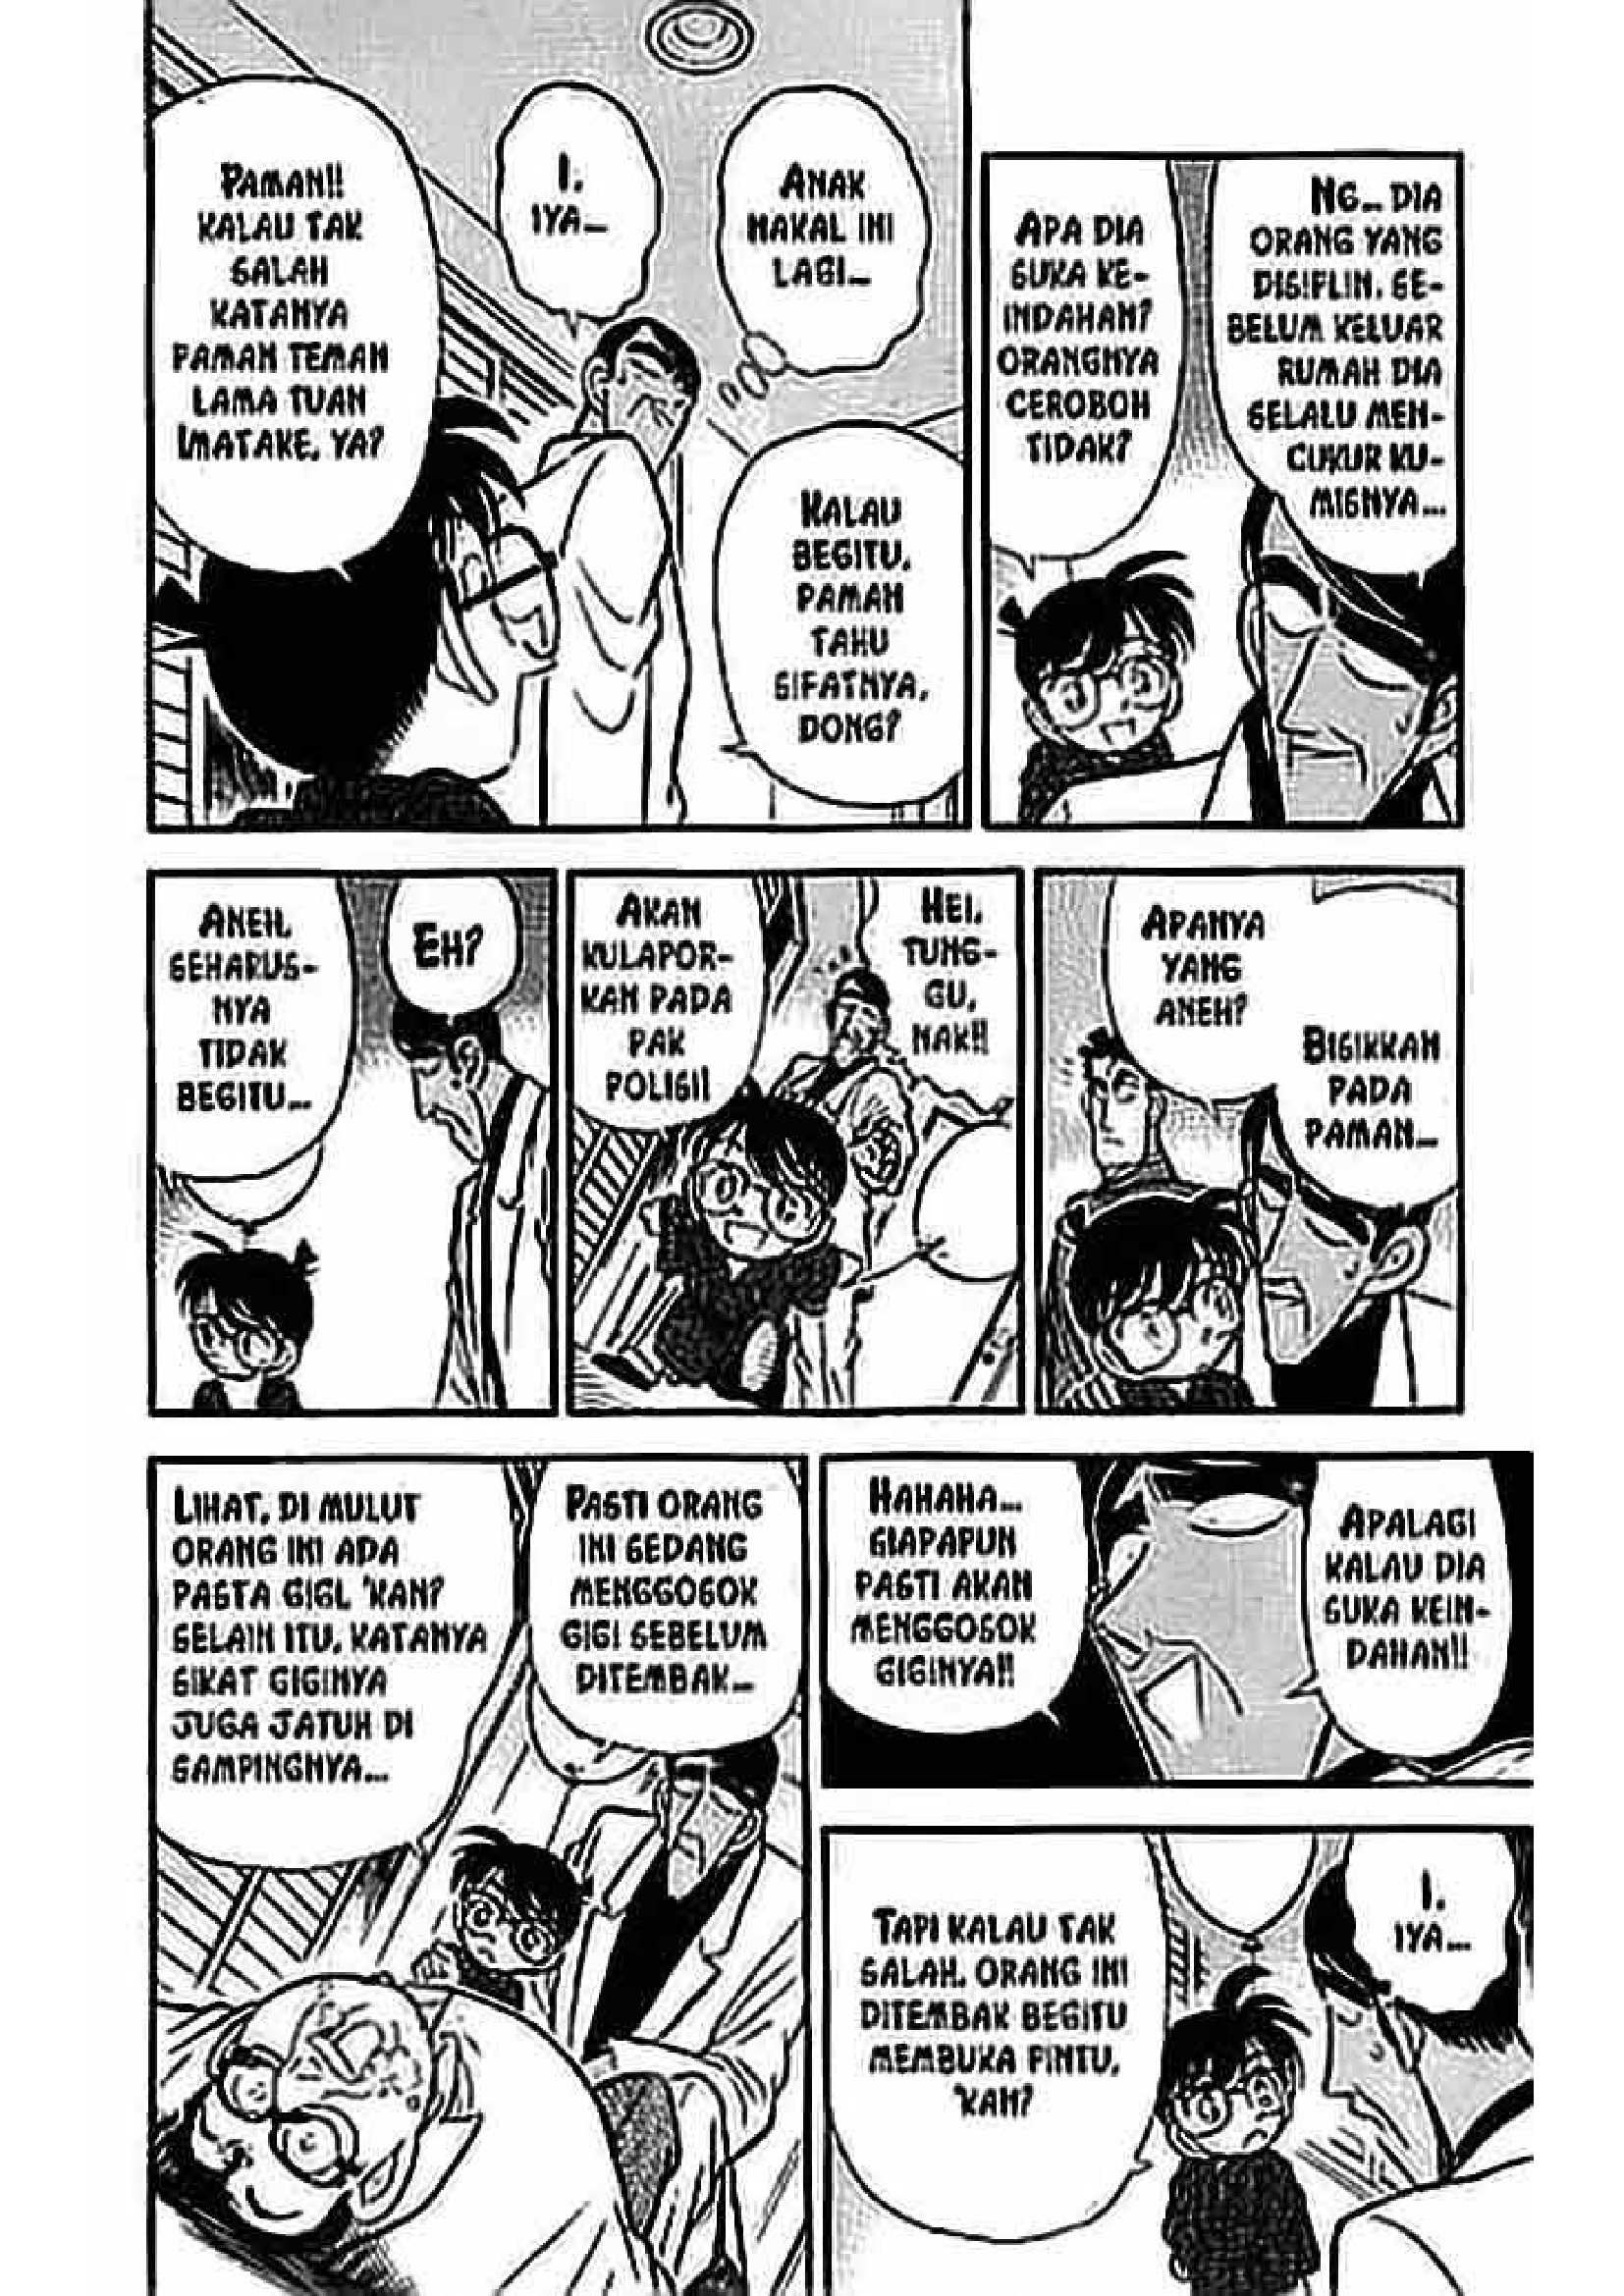 PAMAN!!
KALAU TAK
SALAH
KATANYA
PAMAN TEMAN
LAMA TUAN
IMATAKE, YA?
I,
IYA...
ANAK
NAKAL INI
LAGI...
KALAU
BEGITU,
PAMAN
TAHU
SIFATNYA,
DONG?
APA DIA
SUKA KE-
INDAHAN?
ORANGNYA
CEROBOH
TIDAK?
NG... DIA
ORANG YANG
DISIPLIN. SE-
BELUM KELUAR
RUMAH DIA
SELALU MEN-
CUKUR KU-
MISNYA...
ANEH,
SEHARUS-
NYA
TIDAK
BEGITU...
EH?
AKAN
KULAPOR-
KAN PADA
PAK
POLISI!
HEI,
TUNG-
GU,
NAK!!
APANYA
YANG
ANEH?
BISIKKAN
PADA
PAMAN...
LIHAT, DI MULUT
ORANG INI ADA
PASTA GIGI, 'KAN?
SELAIN ITU, KATANYA
SIKAT GIGINYA
JUGA JATUH DI
SAMPINGNYA...
PASTI ORANG
INI SEDANG
MENGGOSOK
GIGI SEBELUM
DITEMBAK...
HAHAHA...
SIAPAPUN
PASTI AKAN
MENGGOSOK
GIGINYA!!
APALAGI
KALAU DIA
SUKA KEIN-
DAHAN!!
TAPI KALAU TAK
SALAH, ORANG INI
DITEMBAK BEGITU
MEMBUKA PINTU,
'KAN?
I,
IYA...